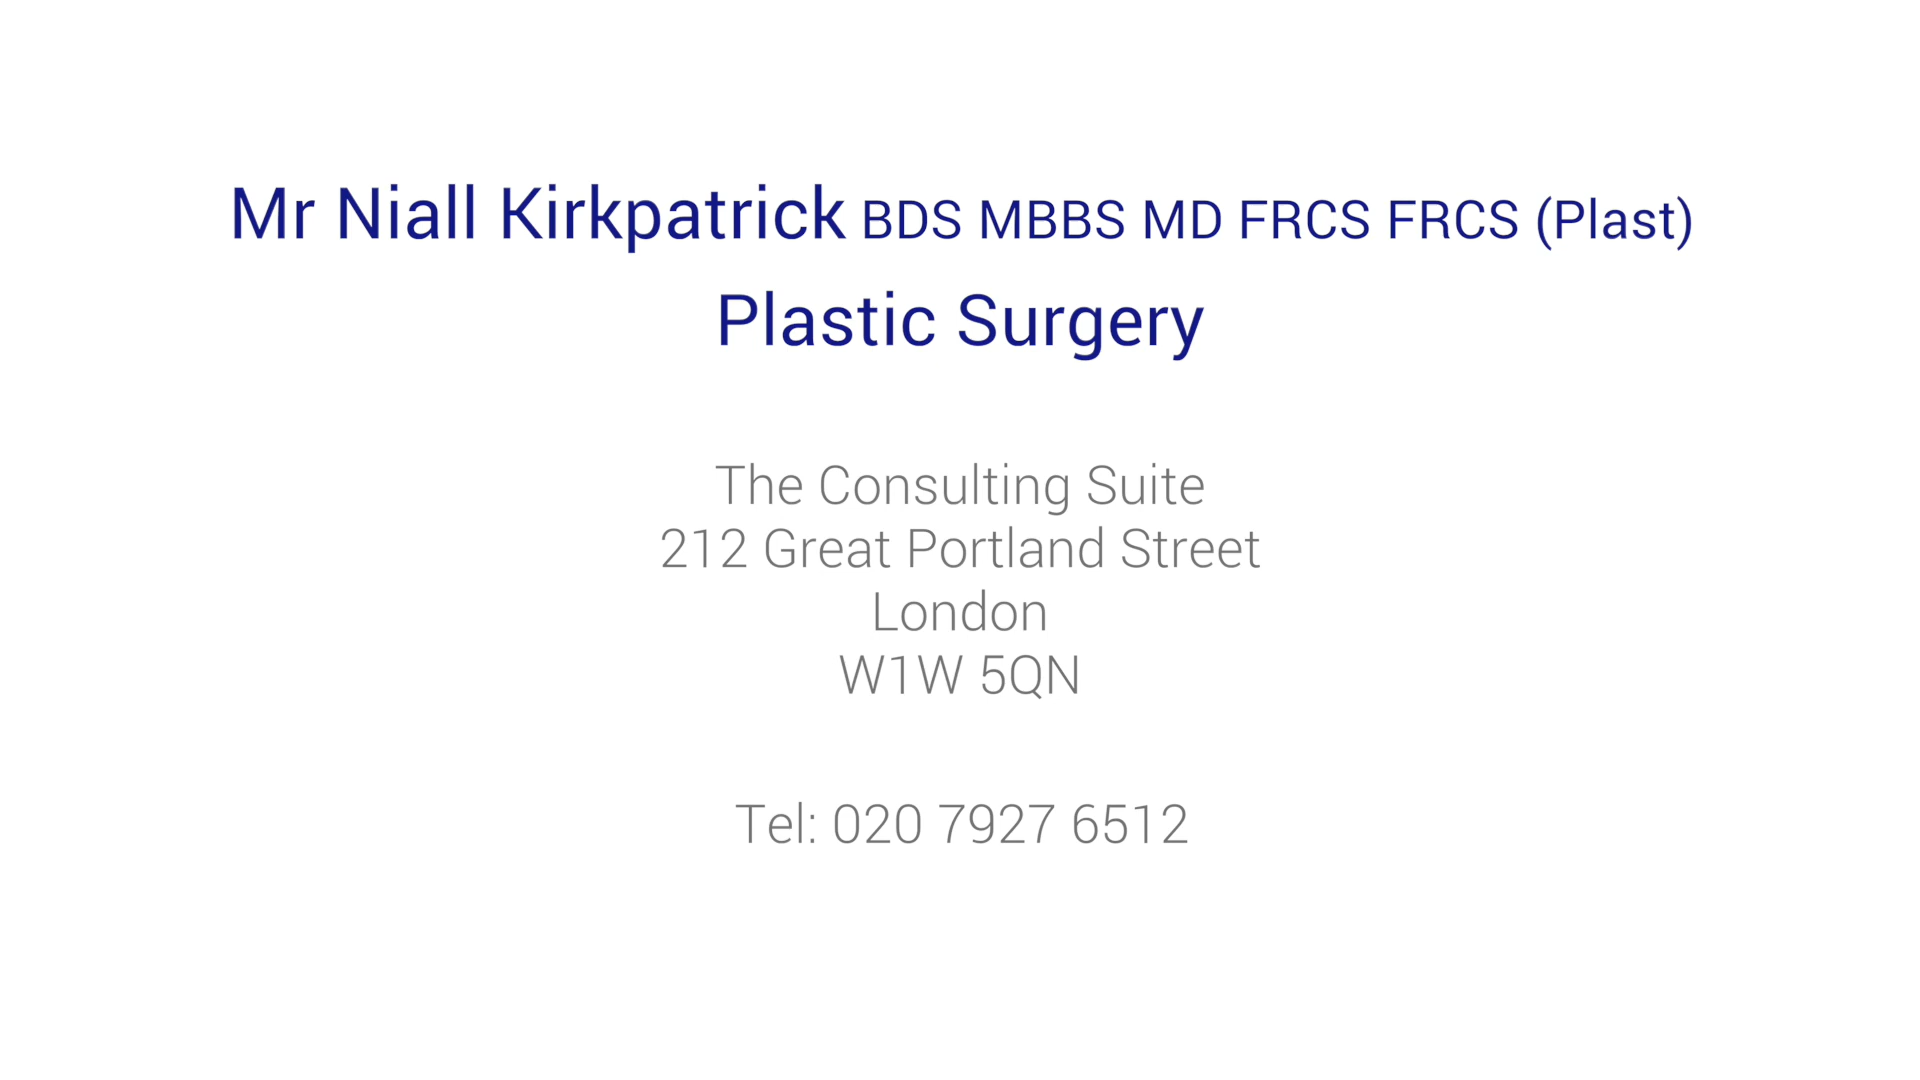 Mr Niall Kirkpatrick BDS MBBS MD FRCS FRCS (Plast)
Plastic Surgery
The Consulting Suite
212 Great Portland Street
London
W1W 5QN
Tel: 020 7927 6512